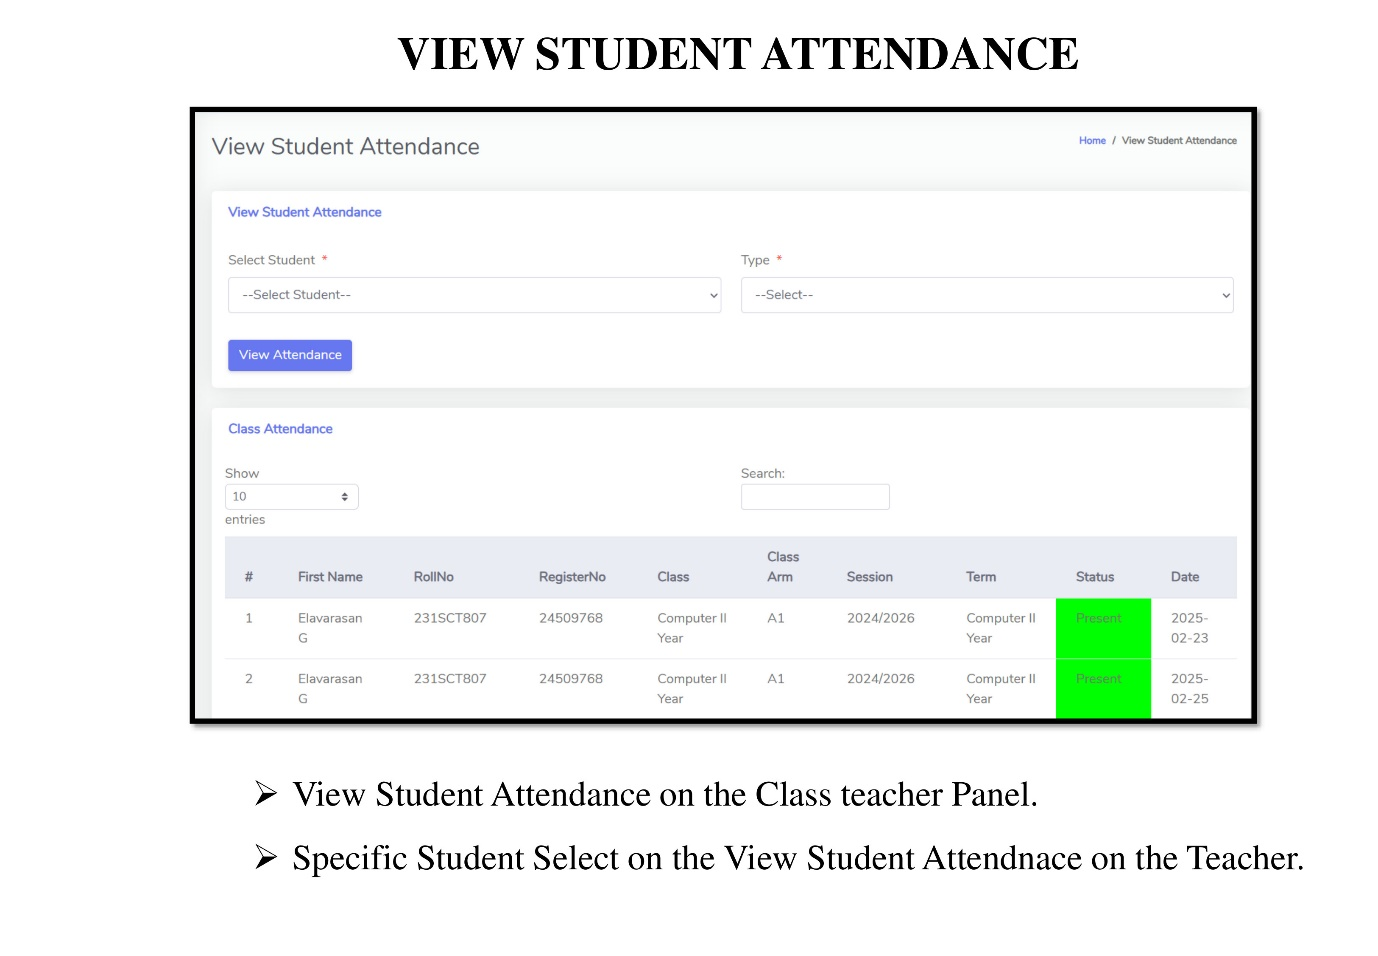 VIEW STUDENT ATTENDANCE
View Student Attendance
Home / View Student Attendance
View Student Attendance
Select Student *
Type *
--Select Student--
--Select--
View Attendance
Class Attendance
Show
Search:
10
entries
# First Name RollNo RegisterNo Class Class Arm Session Term Status Date
1 Elavarasan 231SCT807 24509768 Computer II A1 2024/2026 Computer II Present 2025-
G Year Year 02-23
2 Elavarasan 231SCT807 24509768 Computer II A1 2024/2026 Computer II Present 2025-
G Year Year 02-25
➢ View Student Attendance on the Class teacher Panel.
➢ Specific Student Select on the View Student Attendnace on the Teacher.